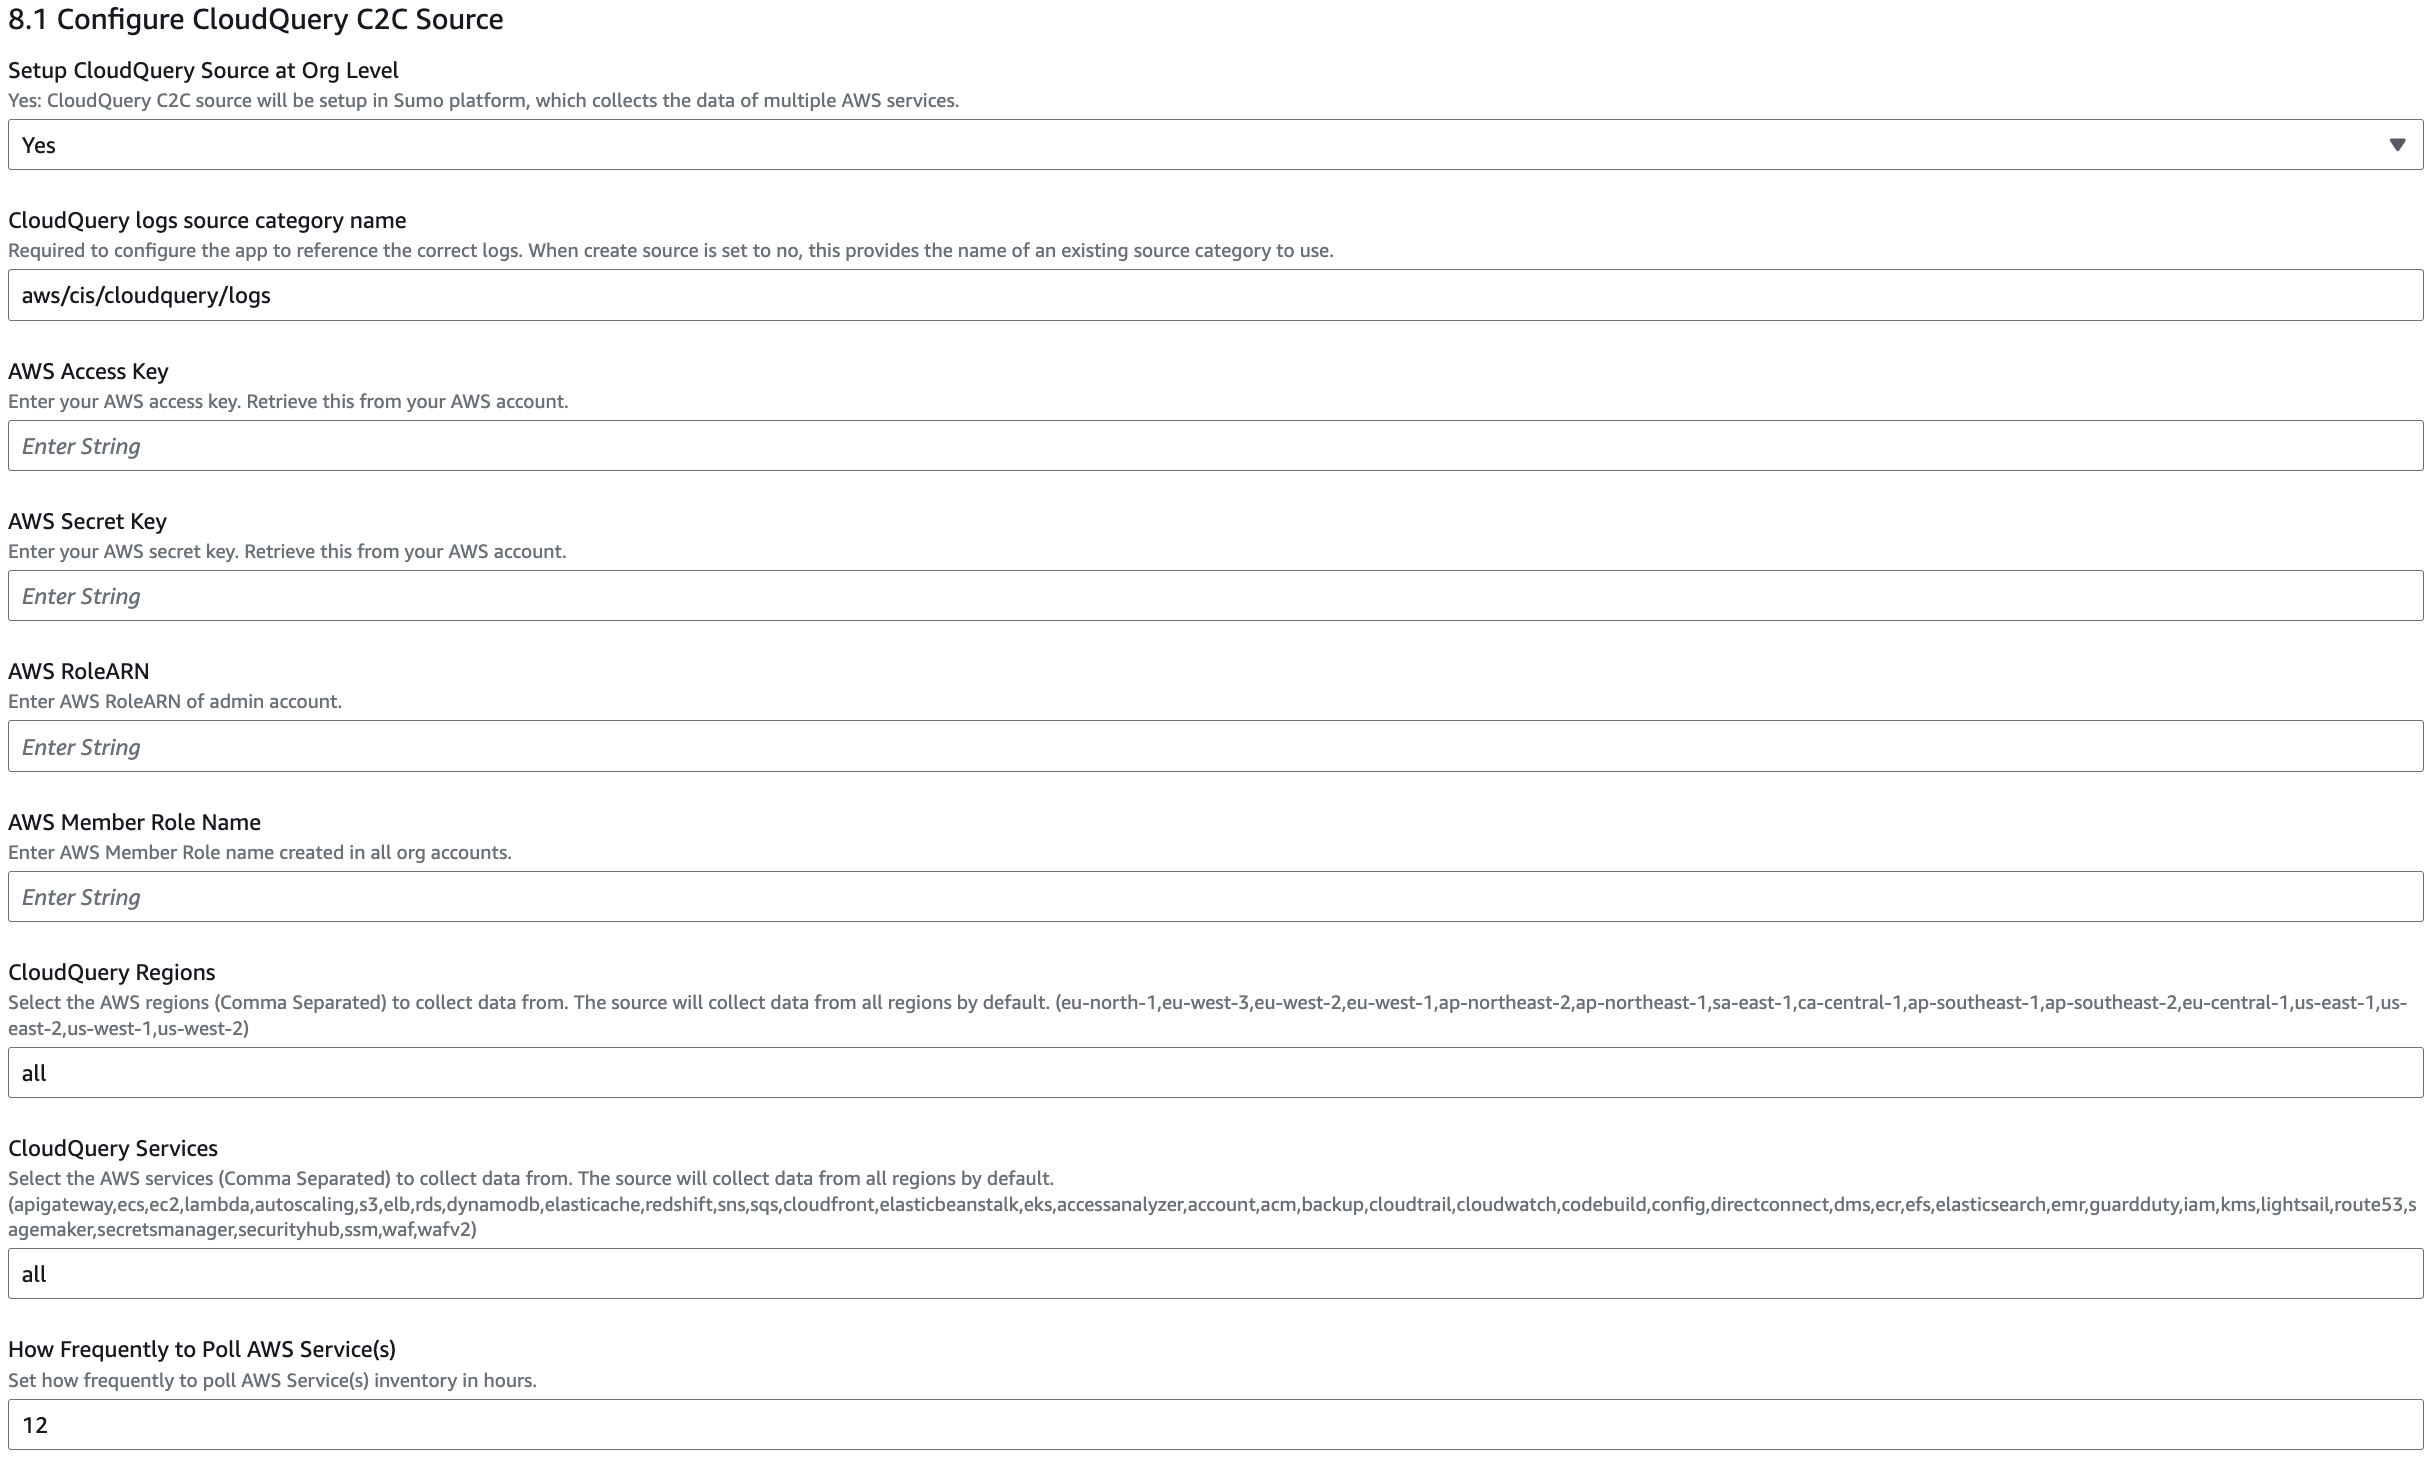 8.1 Configure CloudQuery C2C Source
Setup CloudQuery Source at Org Level
Yes: CloudQuery C2C source will be setup in Sumo platform, which collects the data of multiple AWS services.
Yes
CloudQuery logs source category name
Required to configure the app to reference the correct logs. When create source is set to no, this provides the name of an existing source category to use.
aws/cis/cloudquery/logs
AWS Access Key
Enter your AWS access key. Retrieve this from your AWS account.
Enter String
AWS Secret Key
Enter your AWS secret key. Retrieve this from your AWS account.
Enter String
AWS RoleARN
Enter AWS RoleARN of admin account.
Enter String
AWS Member Role Name
Enter AWS Member Role name created in all org accounts.
Enter String
CloudQuery Regions
Select the AWS regions (Comma Separated) to collect data from. The source will collect data from all regions by default. (eu-north-1,eu-west-3,eu-west-2,eu-west-1,ap-northeast-2,ap-northeast-1,sa-east-1,ca-central-1,ap-southeast-1,ap-southeast-2,eu-central-1,us-east-1,us-
east-2,us-west-1,us-west-2)
all
CloudQuery Services
Select the AWS services (Comma Separated) to collect data from. The source will collect data from all regions by default.
(apigateway,ecs,ec2,lambda,autoscaling,s3,elb,rds,dynamodb,elasticache,redshift,sns,sqs,cloudfront,elasticbeanstalk,eks,accessanalyzer,account,acm,backup,cloudtrail,cloudwatch,codebuild,config,directconnect,dms,ecr,efs,elasticsearch,emr,guardduty,iam,kms,lightsail,route53,s
agemaker,secretsmanager,securityhub,ssm,waf,wafv2)
all
How Frequently to Poll AWS Service(s)
Set how frequently to poll AWS Service(s) inventory in hours.
12